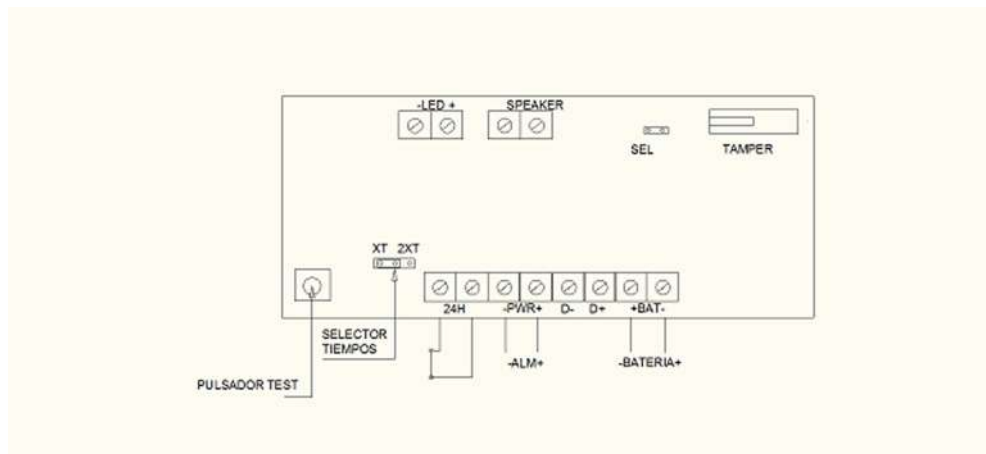 -LED +
SPEAKER
SEL
TAMPER
XT 2XT
24H
-PWR+
D-
D+
+BAT-
SELECTOR
TIEMPOS
-ALM+
-BATERIA+
PULSADOR TEST